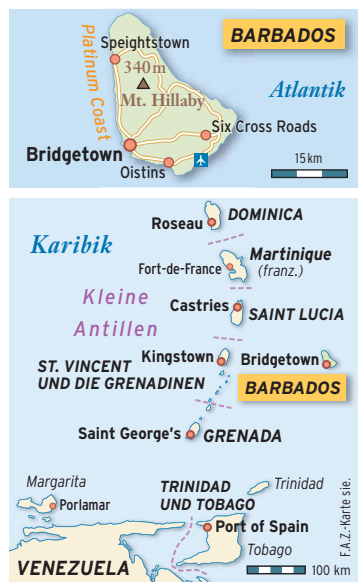 BARBADOS
Speightstown
Platinum Coast
340 m
Mt. Hillaby
Atlantik
Six Cross Roads
Bridgetown
Oistins
15 km
Karibik
Roseau
DOMINICA
Martinique
(franz.)
Fort-de-France
Kleine
Antillen
Castries
SAINT LUCIA
Kingstown
ST. VINCENT
UND DIE GRENADINEN
Bridgetown
BARBADOS
Saint George's
GRENADA
Margarita
Porlamar
TRINIDAD
UND TOBAGO
Trinidad
Port of Spain
Tobago
VENEZUELA
100 km
F.A.Z.-Karte sie.